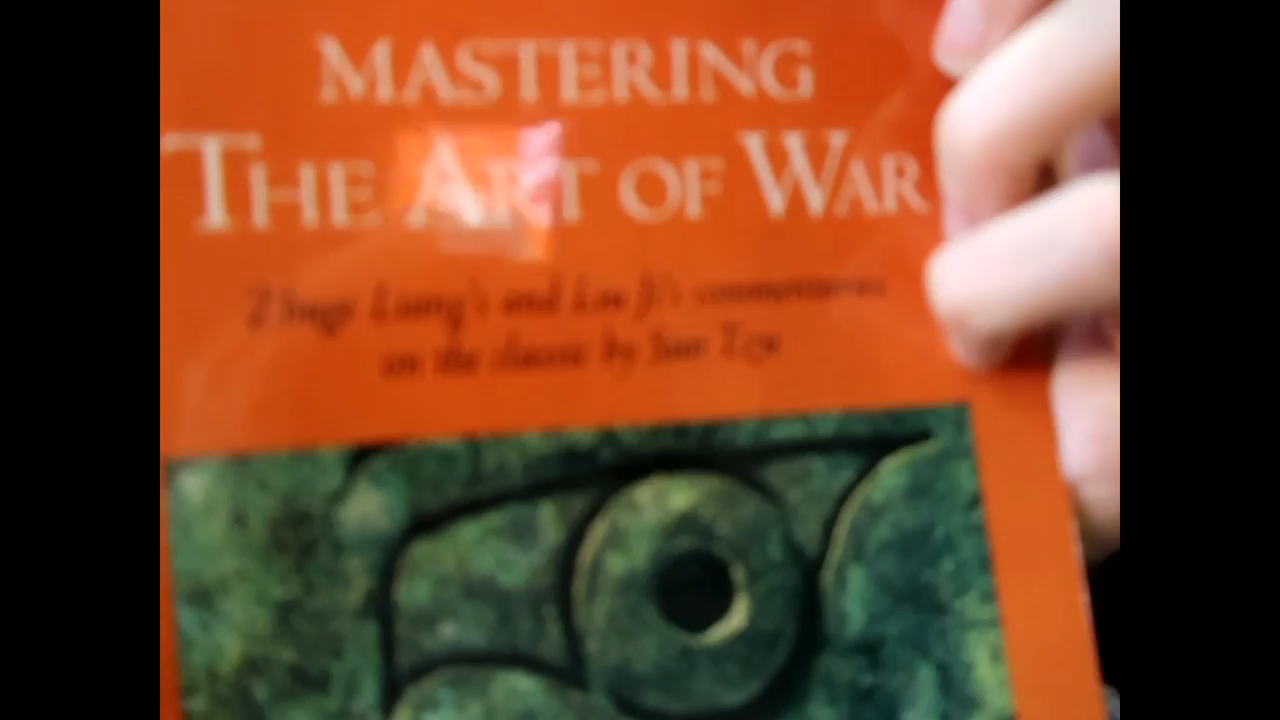 MASTERING
THE ART OF WAR
Zhuge Liang's and Liu Ji's commentaries
on the classic by Sun Tzu